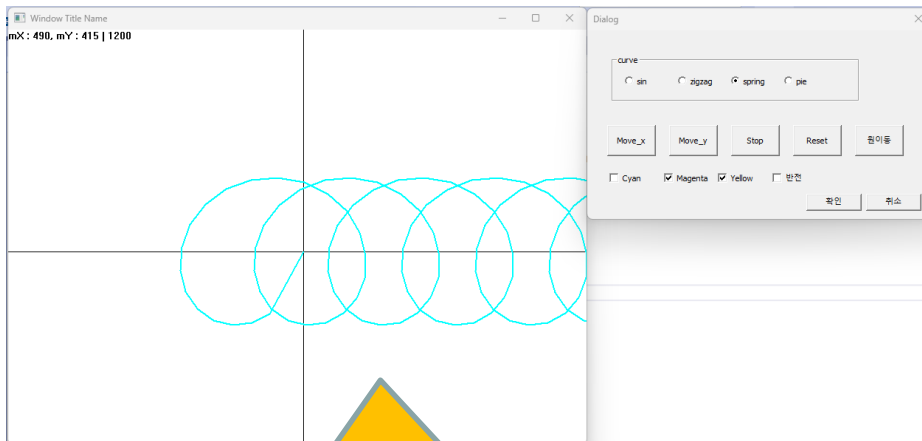 Window Title Name
mX : 490, mY : 415 | 1200
Dialog
curve
sin
zigzag
spring
pie
Move_x
Move_y
Stop
Reset
원이동
Cyan
Magenta
Yellow
반전
확인
취소